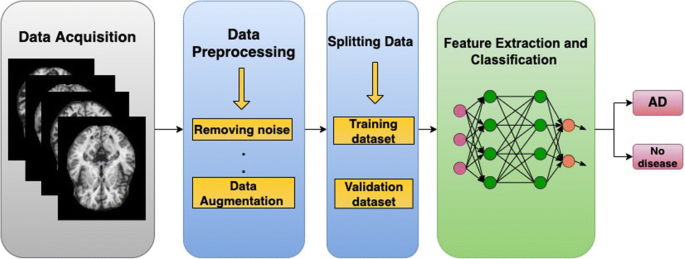 Data Acquisition
Data
Preprocessing
Removing noise
.
.
Data
Augmentation
Splitting Data
Training
dataset
Validation
dataset
Feature Extraction and
Classification
AD
No
disease